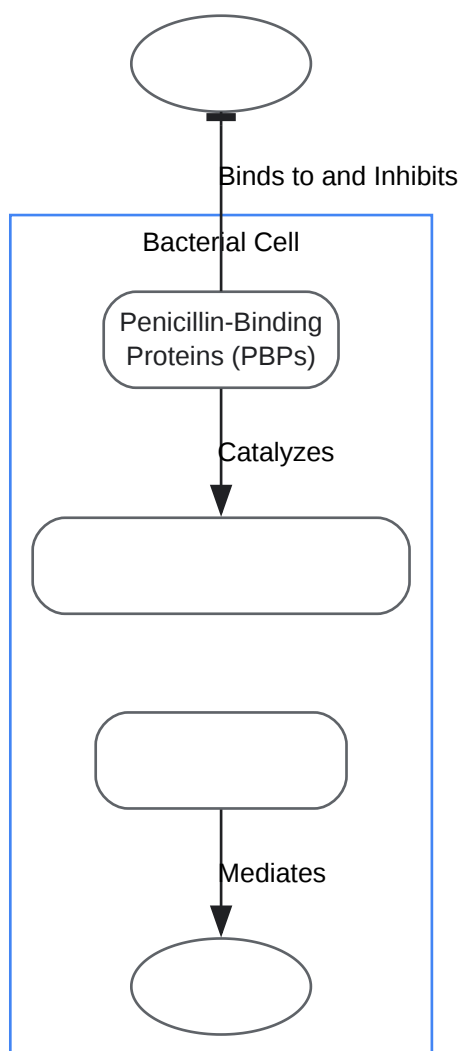 Binds to and Inhibits
Bacterial Cell
Penicillin-Binding
Proteins (PBPs)
Catalyzes
Mediates